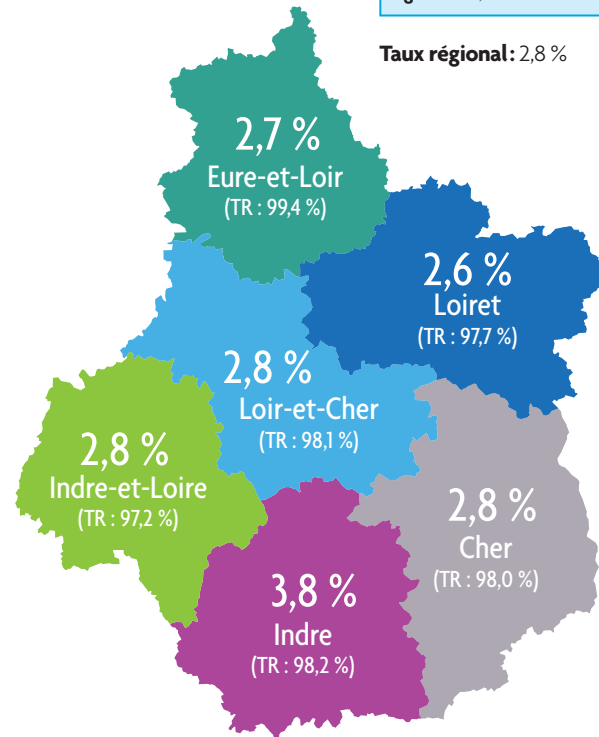 Taux régional : 2,8 %
2,7 %
Eure-et-Loir
(TR : 99,4 %)
2,6 %
Loiret
(TR : 97,7 %)
2,8 %
Loir-et-Cher
(TR : 98,1 %)
2,8 %
Indre-et-Loire
(TR : 97,2 %)
2,8 %
Cher
(TR : 98,0 %)
3,8 %
Indre
(TR : 98,2 %)